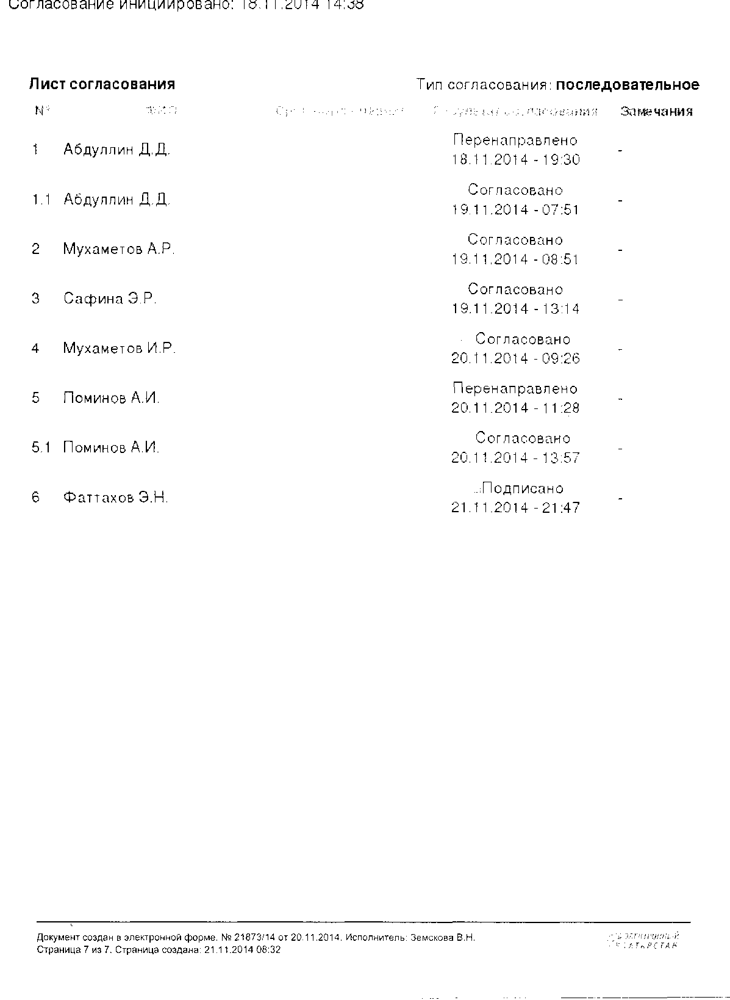 Согласование инициировано: 18.11.2014 14:38
Лист согласования Тип согласования: последовательное
N° ФИО Замечания
1 Абдуллин Д.Д. Перенаправлено
18.11.2014 - 19:30 -
1.1 Абдуллин Д.Д. Согласовано
19.11.2014 - 07:51 -
2 Мухаметов А.Р. Согласовано
19.11.2014 - 08:51 -
3 Сафина Э.Р. Согласовано
19.11.2014 - 13:14 -
4 Мухаметов И.Р. Согласовано
20.11.2014 - 09:26 -
5 Поминов А.И. Перенаправлено
20.11.2014 - 11:28 -
5.1 Поминов А.И. Согласовано
20.11.2014 - 13:57 -
6 Фаттахов Э.Н. Подписано
21.11.2014 - 21:47 -
Документ создан в электронной форме. № 21873/14 от 20.11.2014. Исполнитель: Земскова В.Н.
Страница 7 из 7. Страница создана: 21.11.2014 08:32